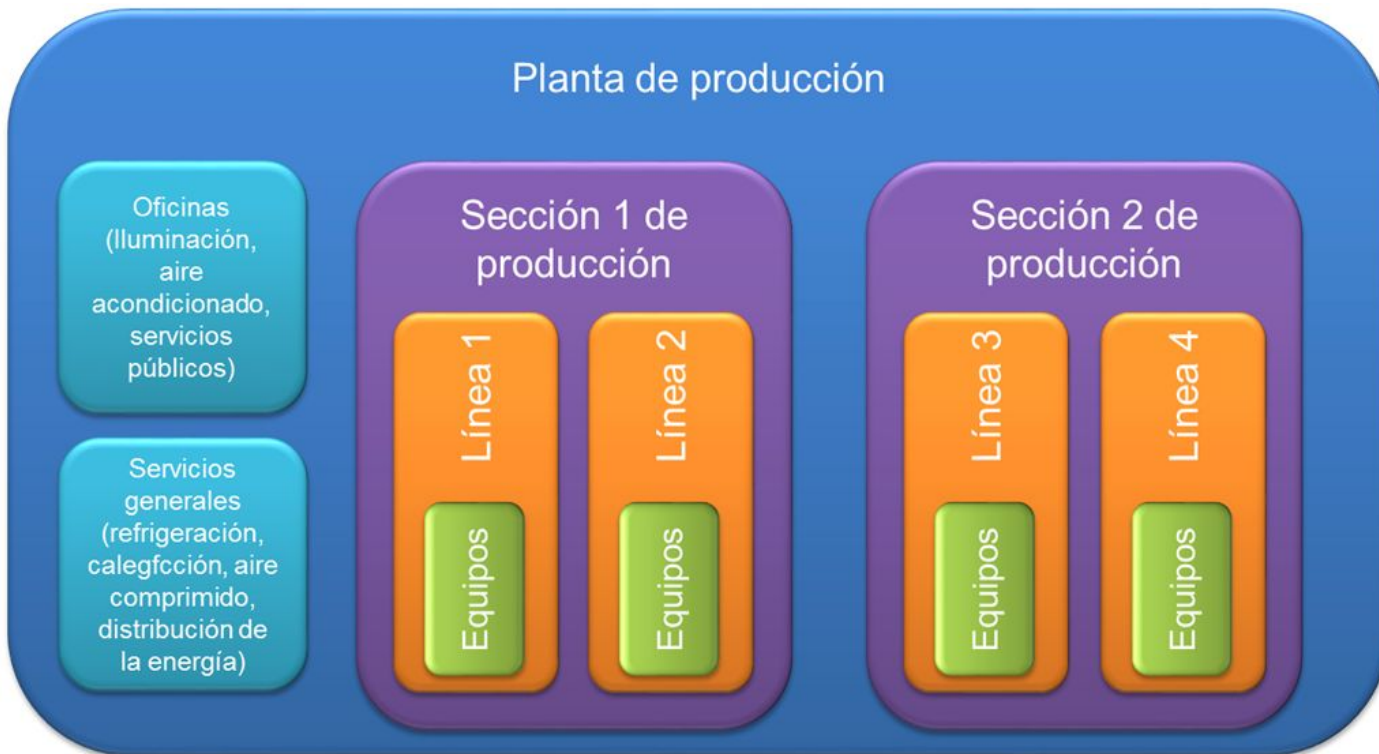 Planta de producción
Oficinas
(Iluminación,
aire
acondicionado,
servicios
públicos)
Servicios
generales
(refrigeración,
calegfcción, aire
comprimido,
distribución de
la energía)
Sección 1 de
producción
Línea 1
Equipos
Línea 2
Equipos
Sección 2 de
producción
Línea 3
Equipos
Línea 4
Equipos